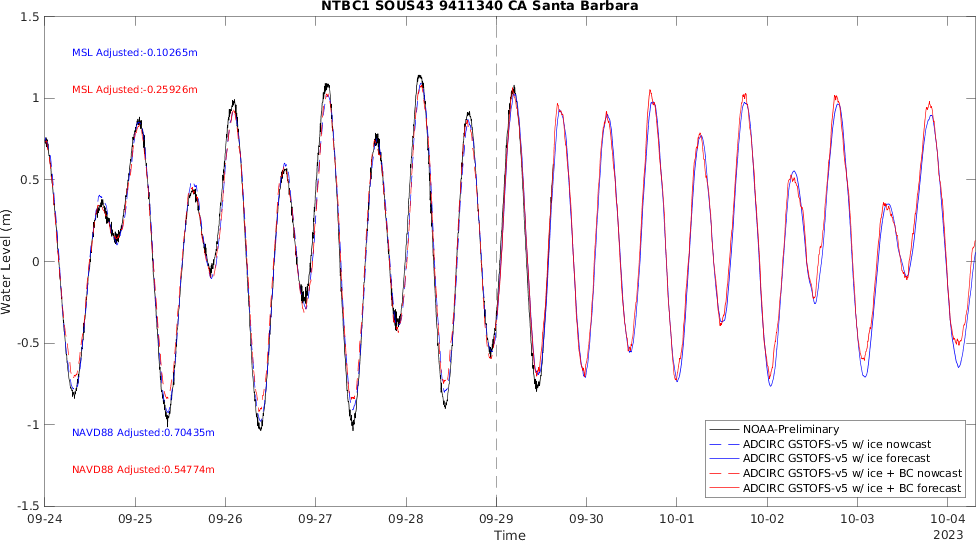 NTBC1 SOUS43 9411340 CA Santa Barbara
1.5
MSL Adjusted:-0.10265m
MSL Adjusted:-0.25926m
1
0.5
0
-0.5
-1
-1.5
Water Level (m)
NAVD88 Adjusted:0.70435m
NAVD88 Adjusted:0.54774m
NOAA-Preliminary
ADCIRC GSTOFS-v5 w/ ice nowcast
ADCIRC GSTOFS-v5 w/ ice forecast
ADCIRC GSTOFS-v5 w/ ice + BC nowcast
ADCIRC GSTOFS-v5 w/ ice + BC forecast
09-24 09-25 09-26 09-27 09-28 09-29 09-30 10-01 10-02 10-03 10-04
Time
2023